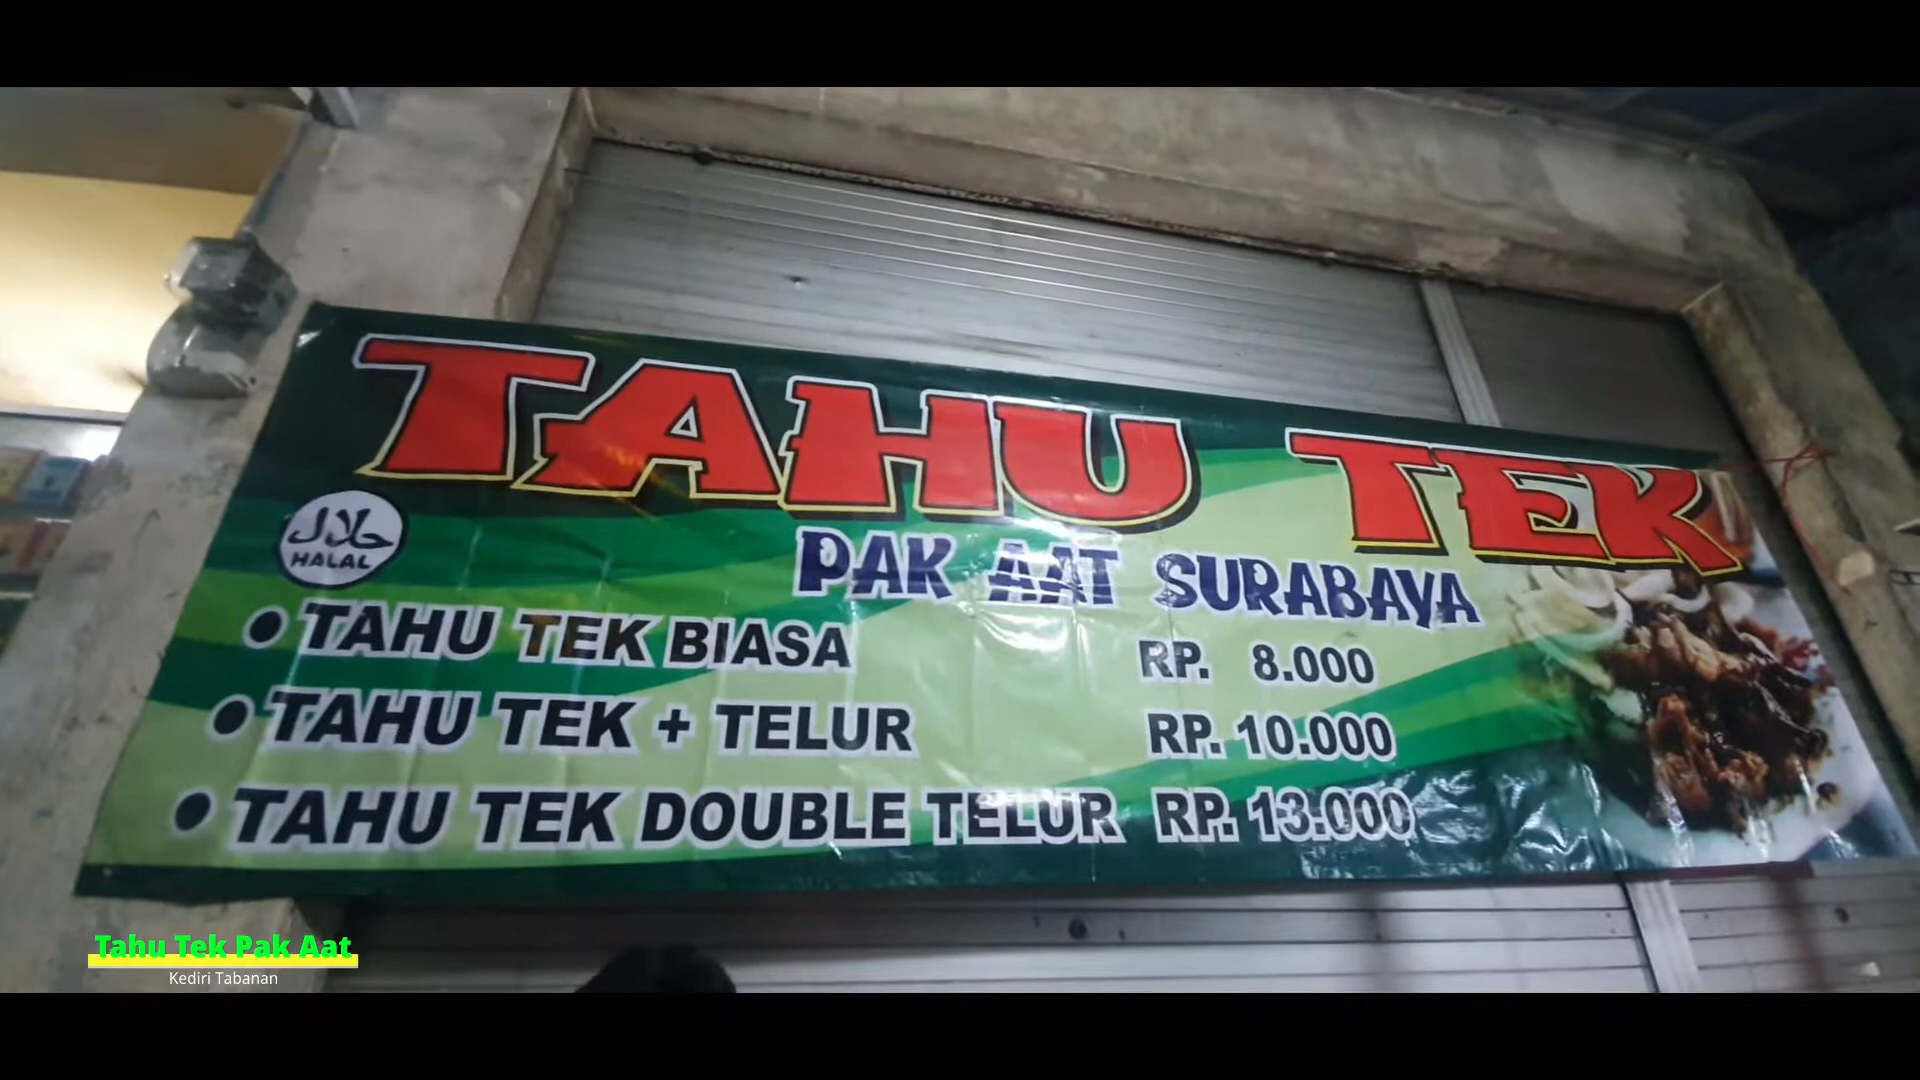 TAHU TEK
PAK AAT SURABAYA
حلال
HALAL
• TAHU TEK BIASA RP. 8.000
• TAHU TEK + TELUR RP. 10.000
• TAHU TEK DOUBLE TELUR RP. 13.000
Tahu Tek Pak Aat
Kediri Tabanan